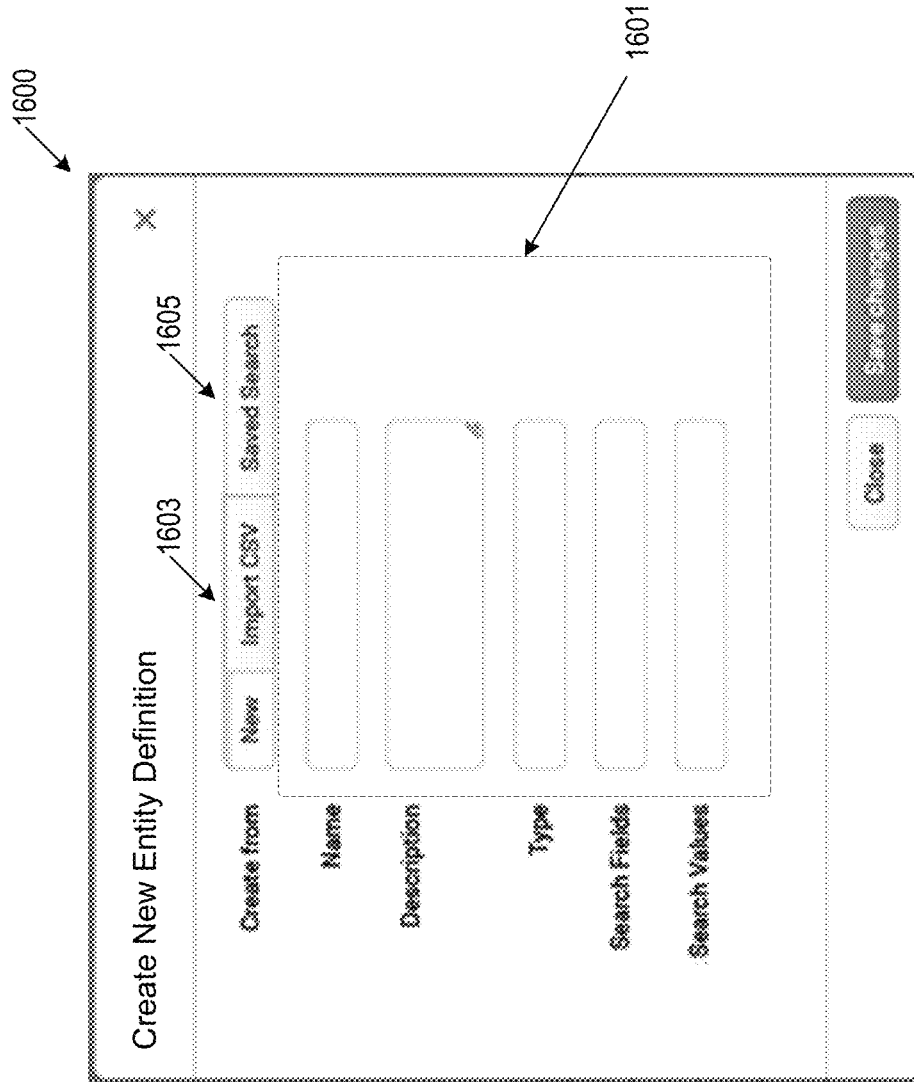 1600
Create New Entity Definition X
1603
1605
Create from New Import CSV Saved Search
Name
Description
Type
Search Fields
Search Values
1601
Close